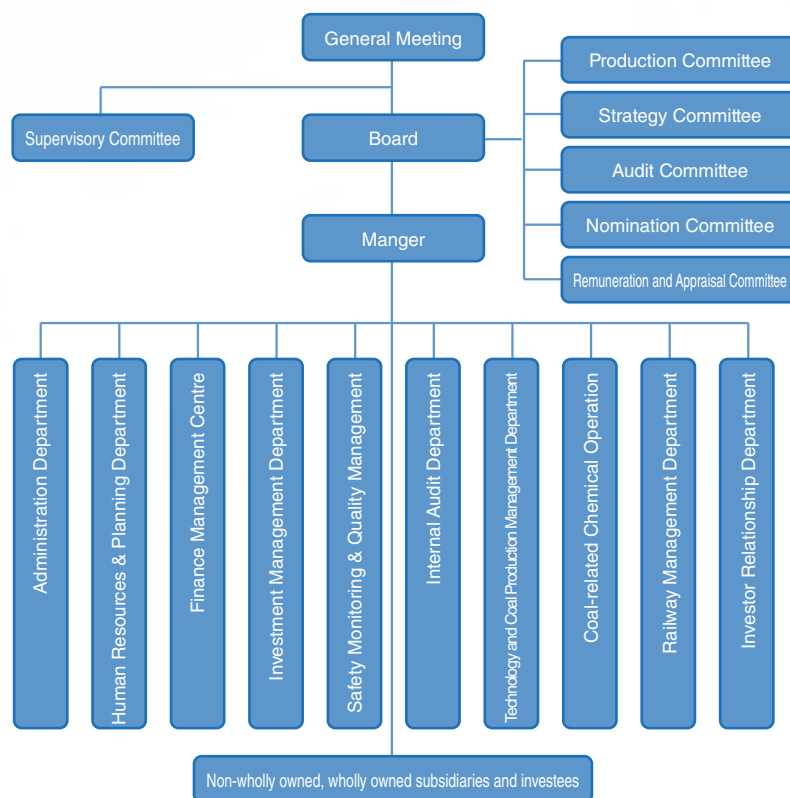 General Meeting
Production Committee
Strategy Committee
Supervisory Committee
Board
Audit Committee
Nomination Committee
Manger
Remuneration and Appraisal Committee
Administration Department
Human Resources & Planning Department
Finance Management Centre
Investment Management Department
Safety Monitoring & Quality Management
Internal Audit Department
Technology and Coal Production Management Department
Coal-related Chemical Operation
Railway Management Department
Investor Relationship Department
Non-wholly owned, wholly owned subsidiaries and investees